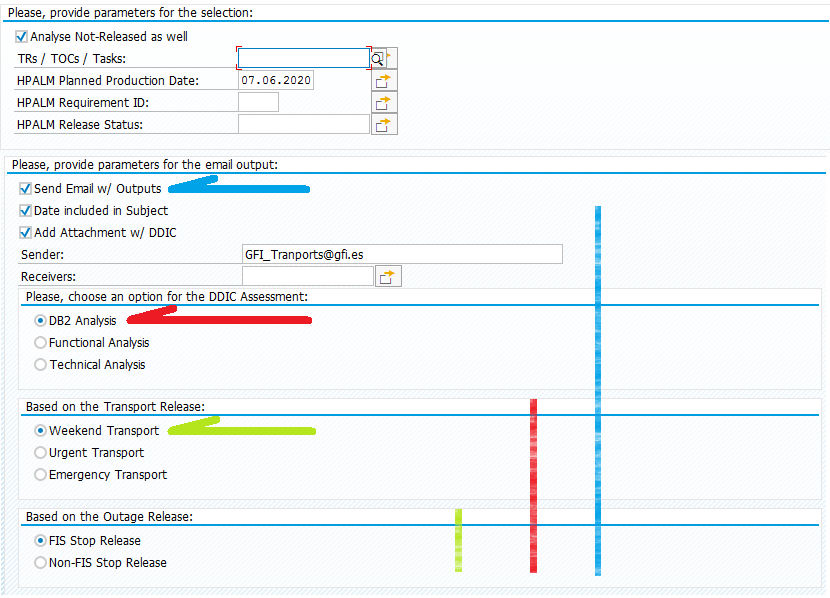 Please, provide parameters for the selection:
Analyse Not-Released as well
TRs / TOCs / Tasks:
HPALM Planned Production Date: 07.06.2020
HPALM Requirement ID:
HPALM Release Status:
Please, provide parameters for the email output:
Send Email w/ Outputs
Date included in Subject
Add Attachment w/ DDIC
Sender: GFI_Tranports@gfi.es
Receivers:
Please, choose an option for the DDIC Assessment:
DB2 Analysis
Functional Analysis
Technical Analysis
Based on the Transport Release:
Weekend Transport
Urgent Transport
Emergency Transport
Based on the Outage Release:
FIS Stop Release
Non-FIS Stop Release